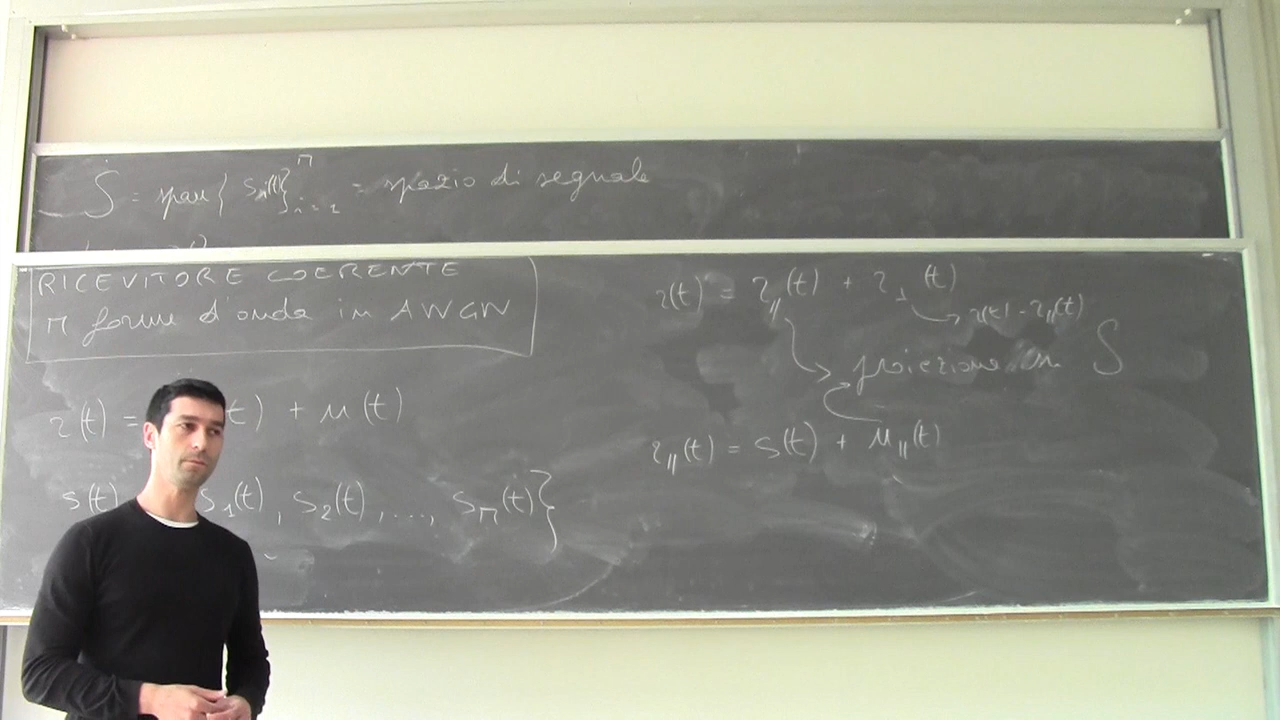 S = span { s_i(t) }_{i=1}^{M} = spazio di segnale
RICEVITORE COERENTE
M forme d'onda in AWGN
r(t) = (t) + n(t)
s(t) s_1(t), s_2(t), ..., s_M(t)}
r_//(t) = r_//(t) + r_⊥(t)
r(t) - r_//(t)
proiezione su S
r_//(t) = s(t) + n_//(t)